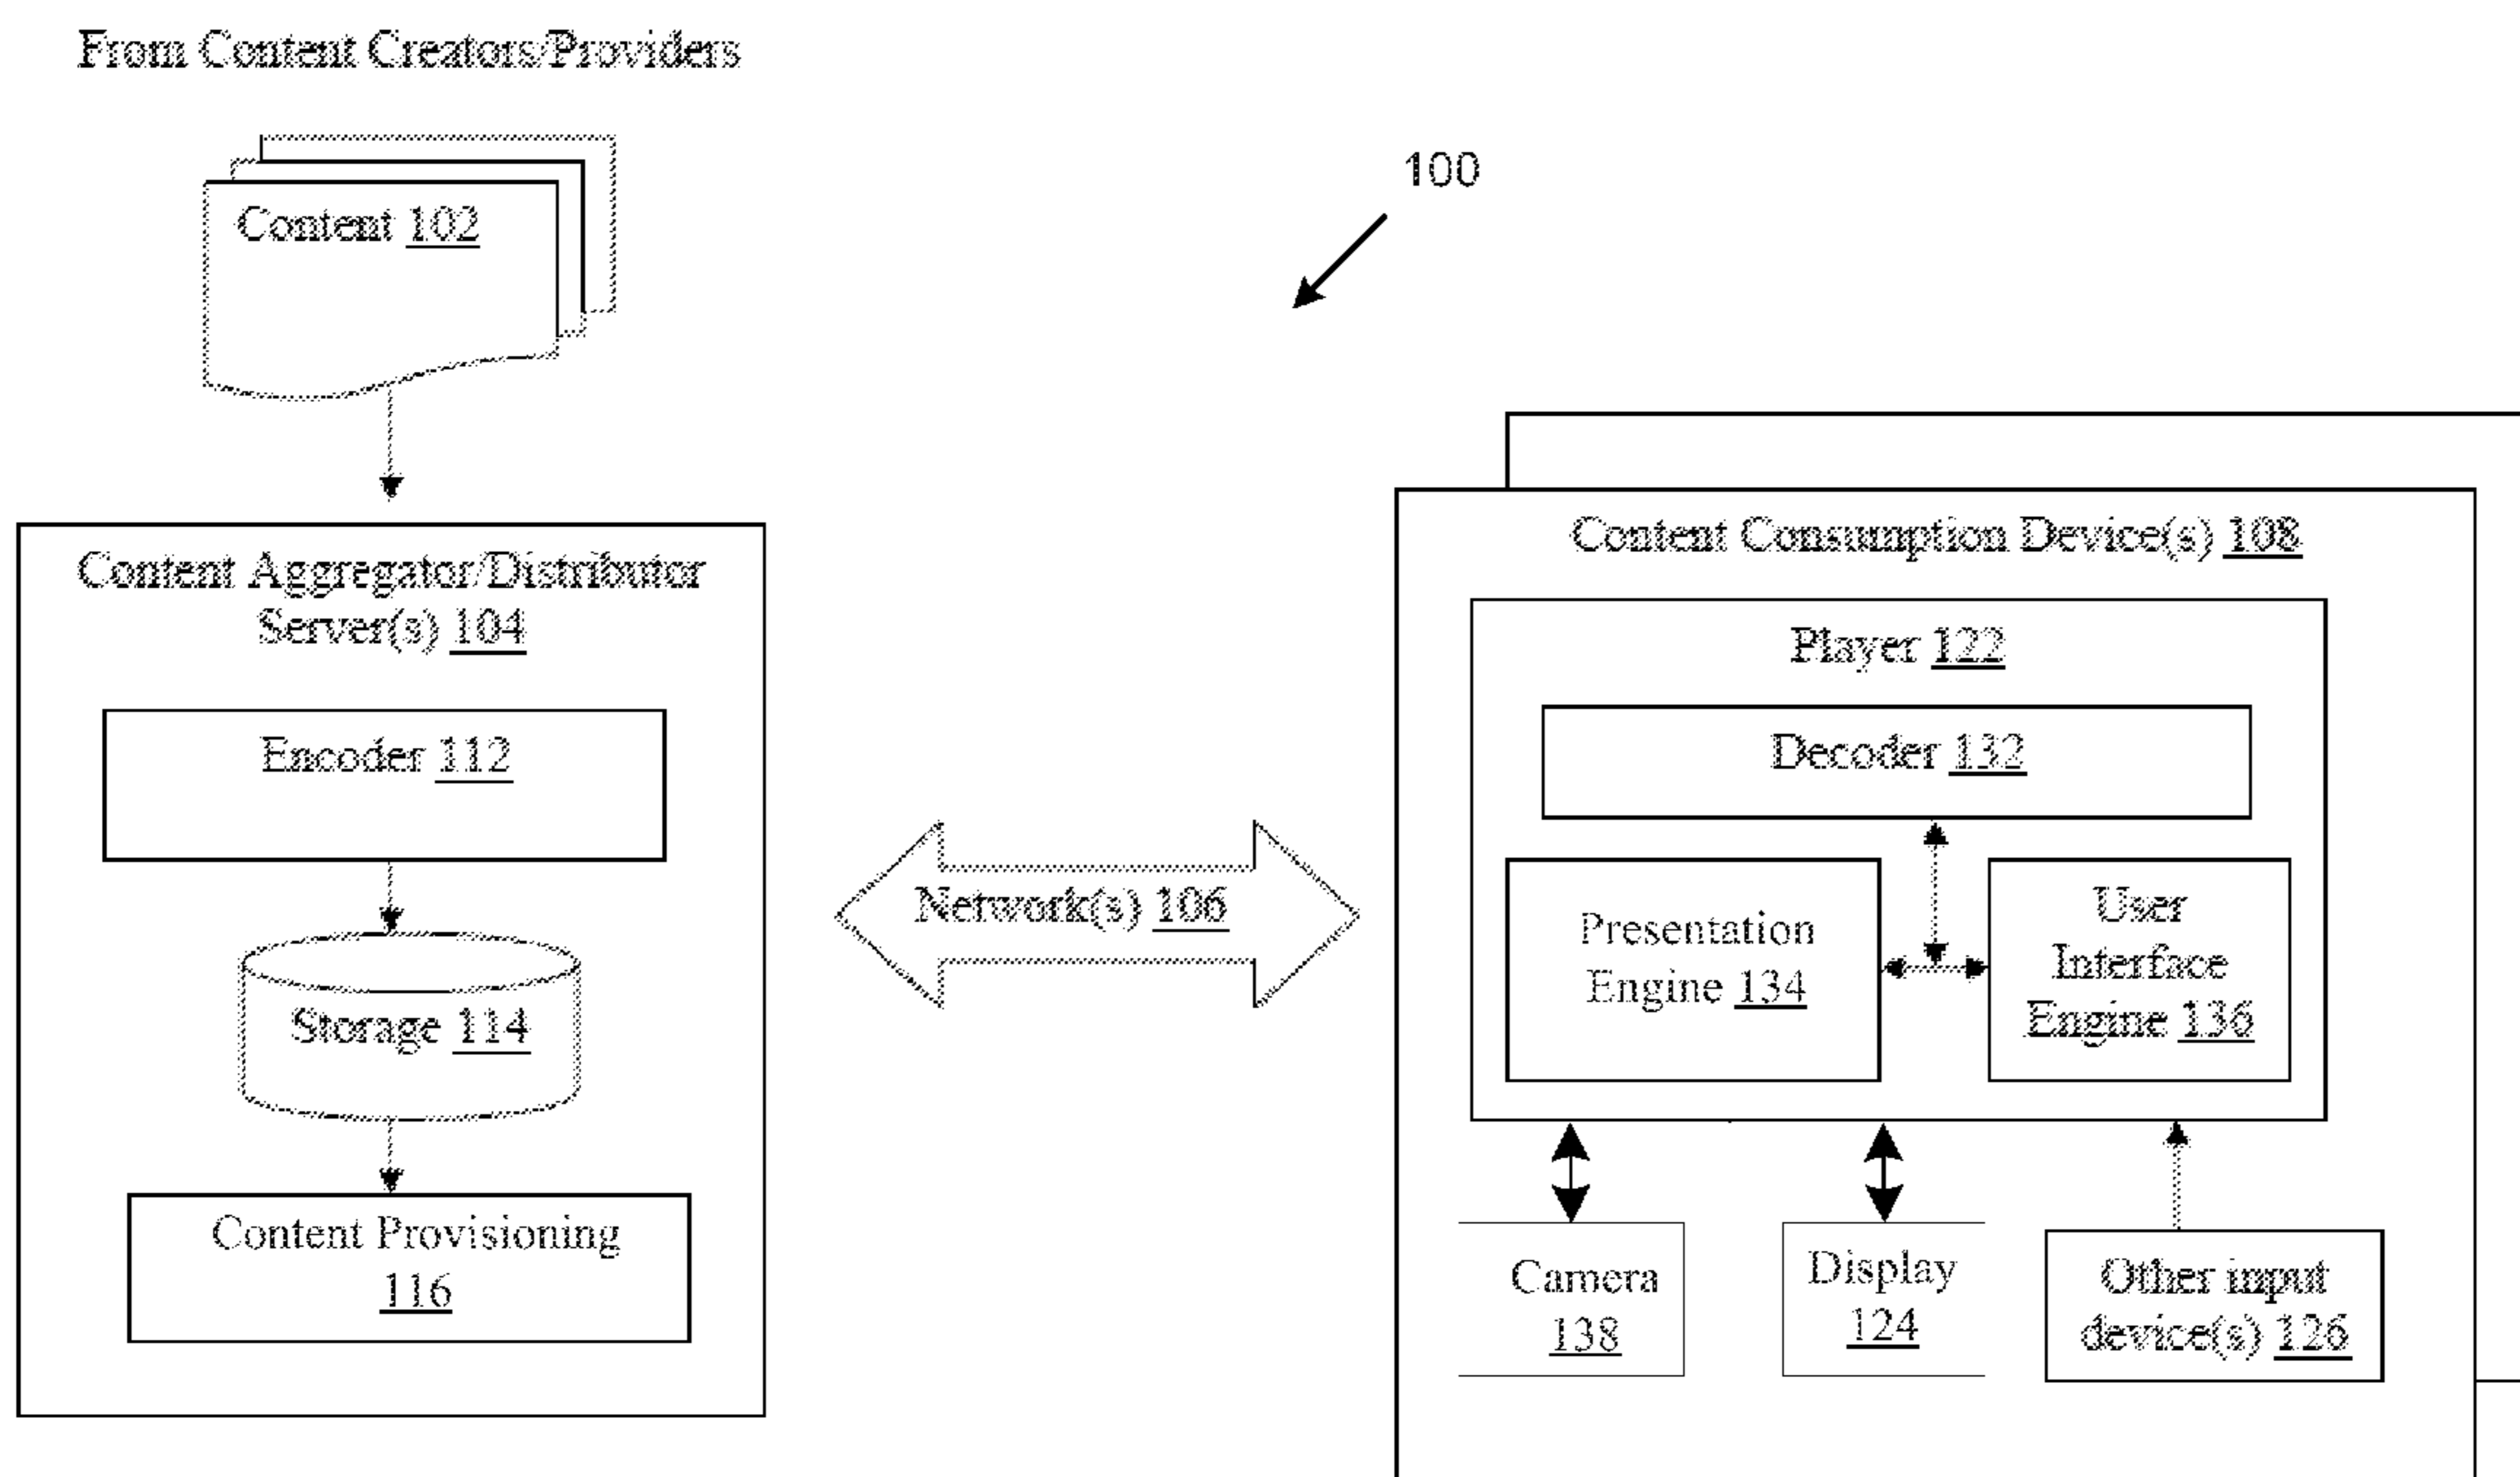 From Content Creators/Providers
Content 102
100
Content Aggregator/Distributor
Server(s) 104
Encoder 112
Storage 114
Content Provisioning
116
Network(s) 106
Content Consumption Device(s) 108
Player 122
Decoder 132
Presentation
Engine 134
User
Interface
Engine 136
Camera
138
Display
124
Other input
device(s) 126